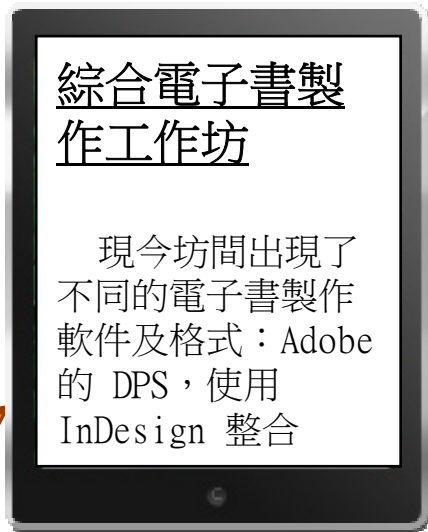 綜合電子書製
作工作坊
現今坊間出現了
不同的電子書製作
軟件及格式：Adobe
的 DPS，使用
InDesign 整合